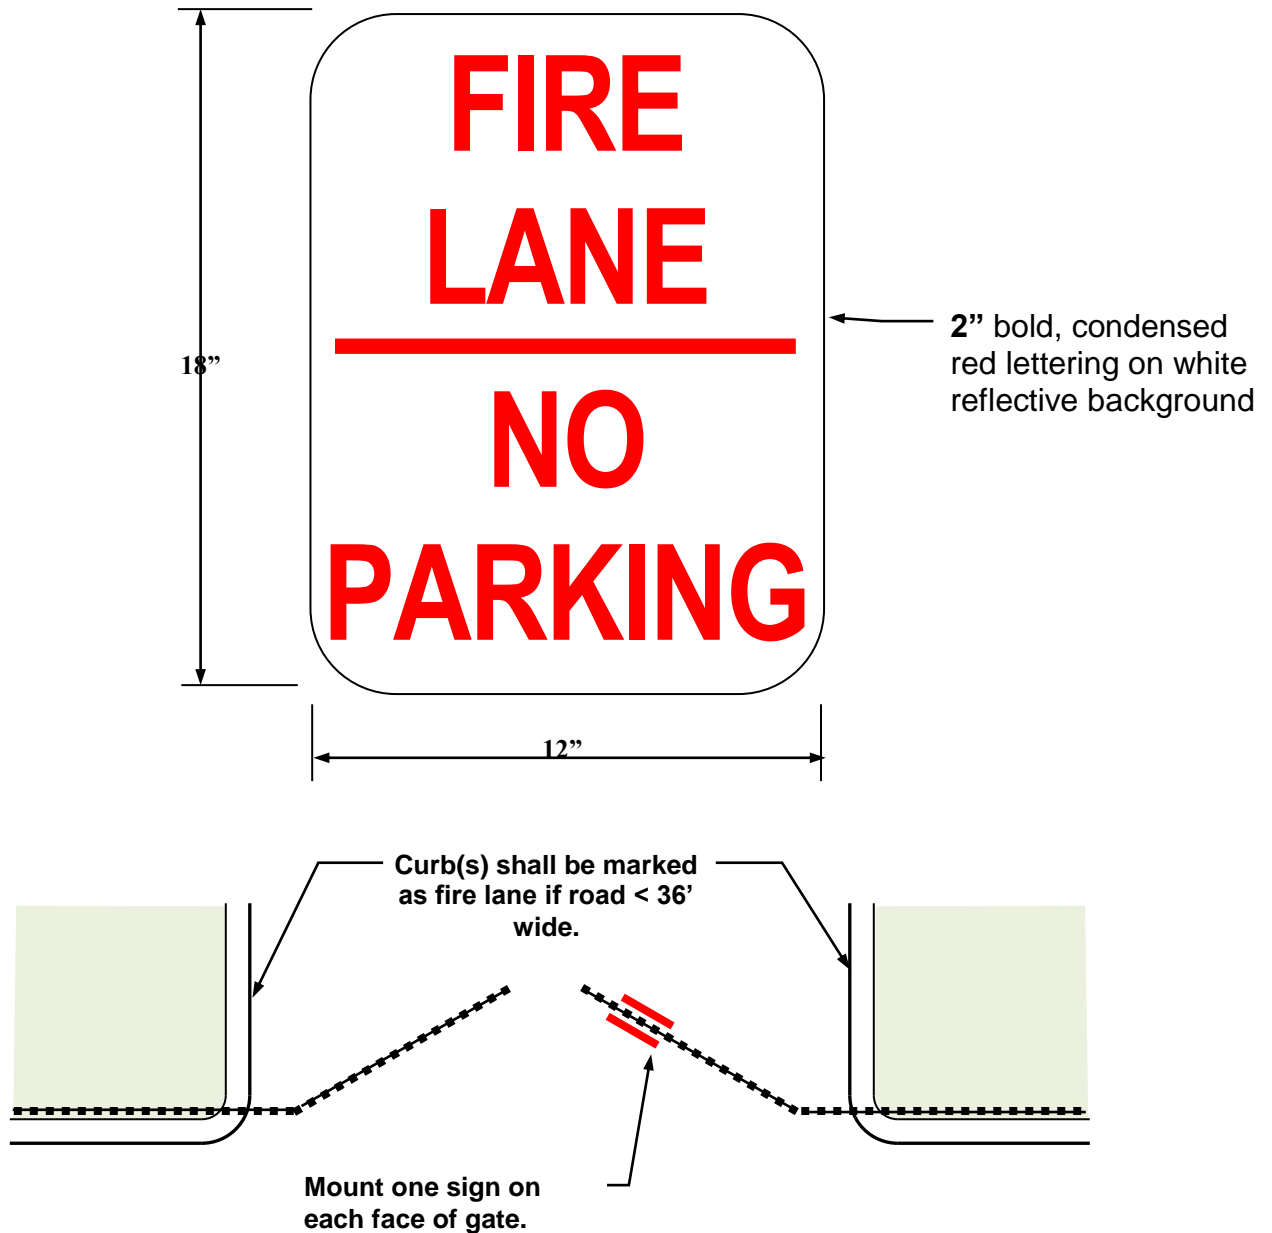 FIRE
LANE
NO
PARKING
18”
12”
2” bold, condensed
red lettering on white
reflective background
Curb(s) shall be marked
as fire lane if road < 36’
wide.
Mount one sign on
each face of gate.